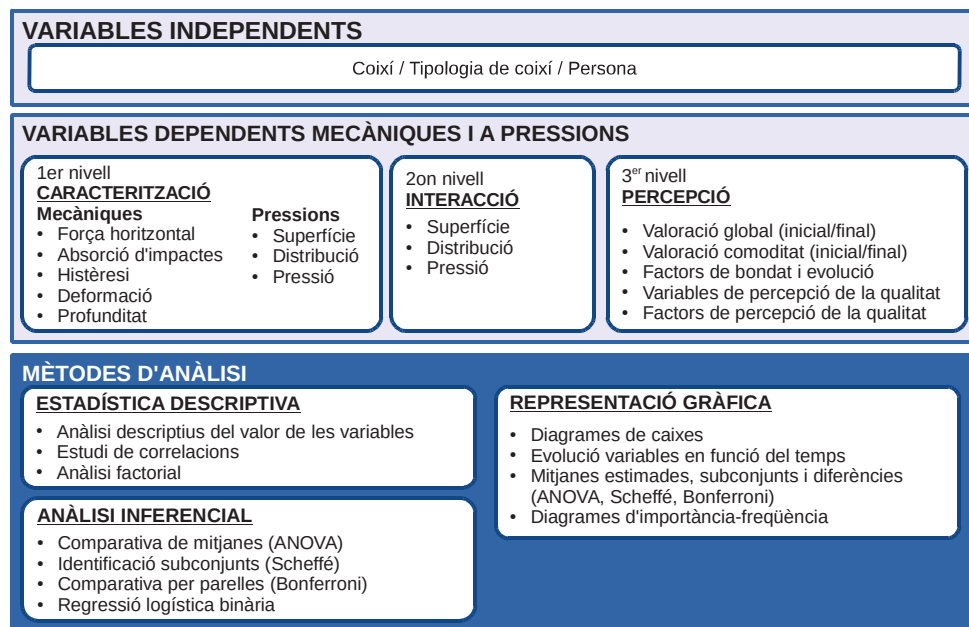 VARIABLES INDEPENDENTS
Coixí / Tipologia de coixí / Persona
VARIABLES DEPENDENTS MECÀNIQUES I A PRESSIONS
1er nivell
CARACTERITZACIÓ
Mecàniques
• Força horitzontal
• Absorció d'impactes
• Histèresi
• Deformació
• Profunditat
Pressions
• Superfície
• Distribució
• Pressió
2on nivell
INTERACCIÓ
• Superfície
• Distribució
• Pressió
3er nivell
PERCEPCIÓ
• Valoració global (inicial/final)
• Valoració comoditat (inicial/final)
• Factors de bondat i evolució
• Variables de percepció de la qualitat
• Factors de percepció de la qualitat
MÈTODES D'ANÀLISI
ESTADÍSTICA DESCRIPTIVA
• Anàlisi descriptius del valor de les variables
• Estudi de correlacions
• Anàlisi factorial
ANÀLISI INFERENCIAL
• Comparativa de mitjanes (ANOVA)
• Identificació subconjunts (Scheffé)
• Comparativa per parelles (Bonferroni)
• Regressió logística binària
REPRESENTACIÓ GRÀFICA
• Diagrames de caixes
• Evolució variables en funció del temps
• Mitjanes estimades, subconjunts i diferències
(ANOVA, Scheffé, Bonferroni)
• Diagrames d'importància-freqüència